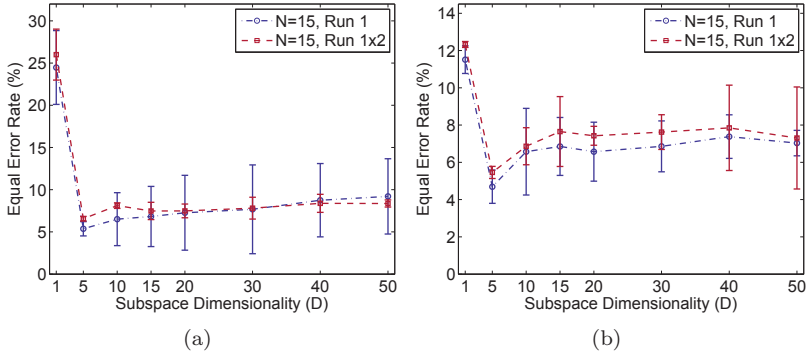 N=15, Run 1
N=15, Run 1x2
Equal Error Rate (%)
30
25
20
15
10
5
0
1 5 10 15 20 30 40 50
Subspace Dimensionality (D)
(a)
N=15, Run 1
N=15, Run 1x2
Equal Error Rate (%)
14
12
10
8
6
4
2
0
1 5 10 15 20 30 40 50
Subspace Dimensionality (D)
(b)